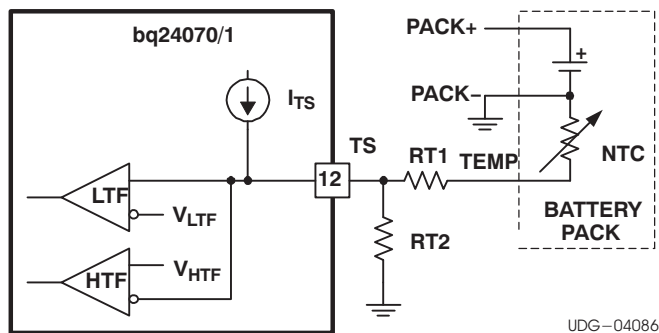 bq24070/1
PACK+
+
I_TS
PACK−
TS
RT1
TEMP
NTC
12
LTF
V_LTF
BATTERY
PACK
RT2
HTF
V_HTF
UDG−04086